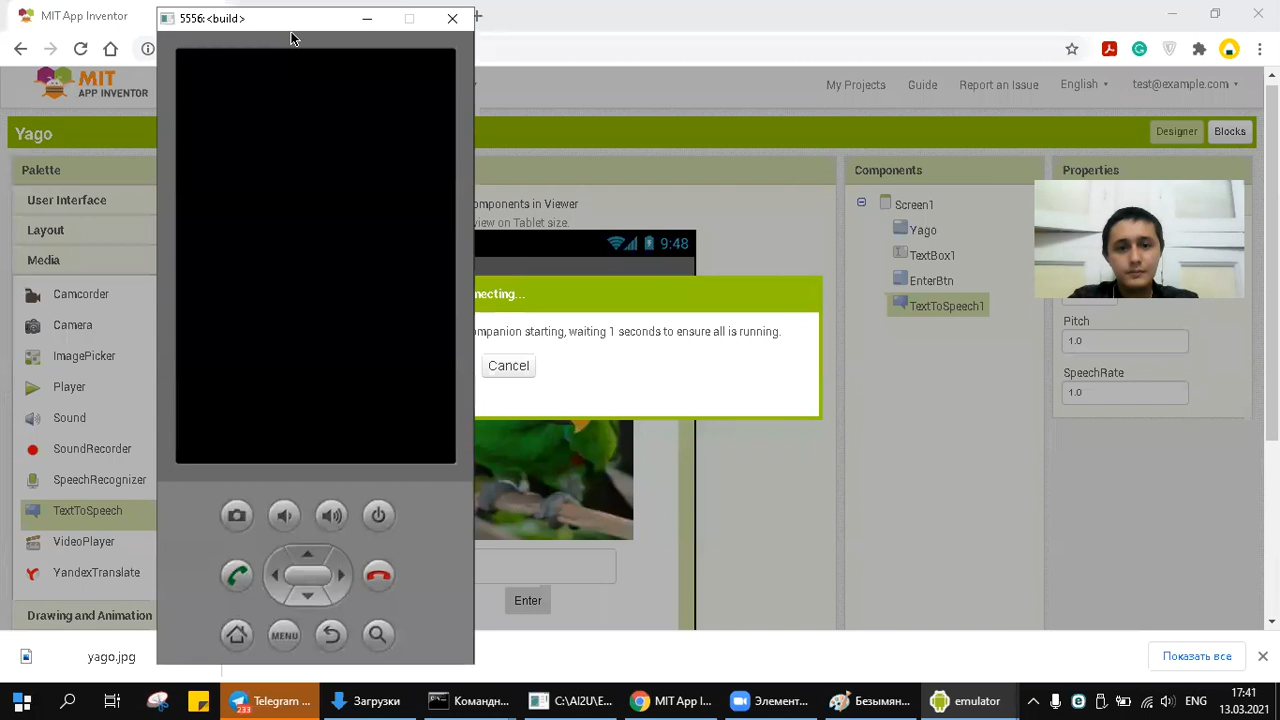 MIT App Inventor
5556:<build>
MIT
APP INVENTOR
My Projects
Guide
Report an Issue
English
test@example.com
Yago
Designer
Blocks
Palette
Components
Properties
User Interface
omponents in Viewer
view on Tablet size.
Screen1
Layout
Yago
9:48
Media
TextBox1
Camcorder
necting...
EnterBtn
TextToSpeech1
Camera
ompanion starting, waiting 1 seconds to ensure all is running.
Pitch
1.0
ImagePicker
Cancel
SpeechRate
1.0
Player
Sound
SoundRecorder
SpeechRecognizer
TextToSpeech
VideoPlayer
YandexTranslate
Enter
Drawing and Animation
MENU
yago.jpg
Показать все
233
Telegram ...
Загрузки
Командн...
C:\AI2U\E...
MIT App I...
Элемент...
Безымян...
emulator
ENG
17:41
13.03.2021